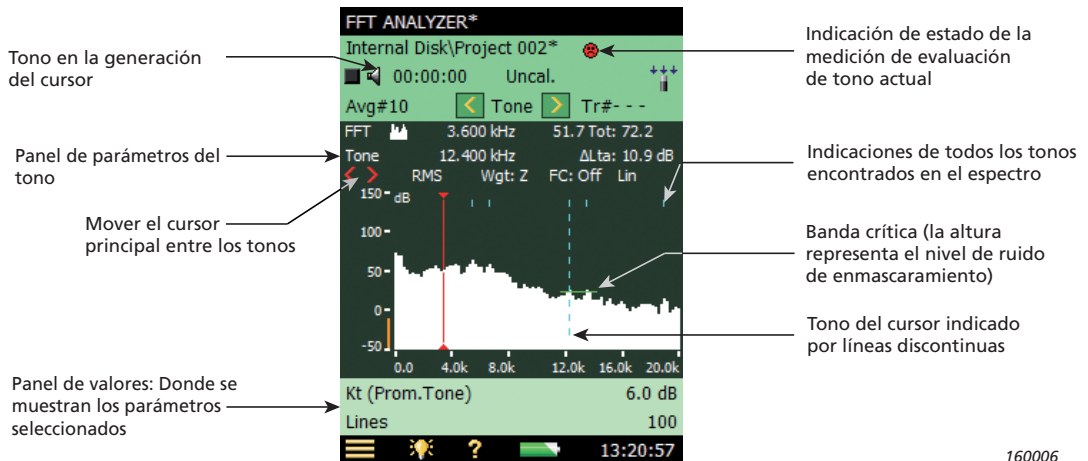 Tono en la generación
del cursor
Panel de parámetros del
tono
Mover el cursor
principal entre los tonos
Panel de valores: Donde se
muestran los parámetros
seleccionados
FFT ANALYZER*
Internal Disk\Project 002*
00:00:00 Uncal.
Avg#10 < Tone > Tr#- - -
FFT 3.600 kHz 51.7 Tot: 72.2
Tone 12.400 kHz ΔLta: 10.9 dB
< > RMS Wgt: Z FC: Off Lin
150 dB
100
50
0
-50
0.0 4.0k 8.0k 12.0k 16.0k 20.0k
Kt (Prom.Tone) 6.0 dB
Lines 100
? 13:20:57
Indicación de estado de la
medición de evaluación
de tono actual
Indicaciones de todos los tonos
encontrados en el espectro
Banda crítica (la altura
representa el nivel de ruido
de enmascaramiento)
Tono del cursor indicado
por líneas discontinuas
160006